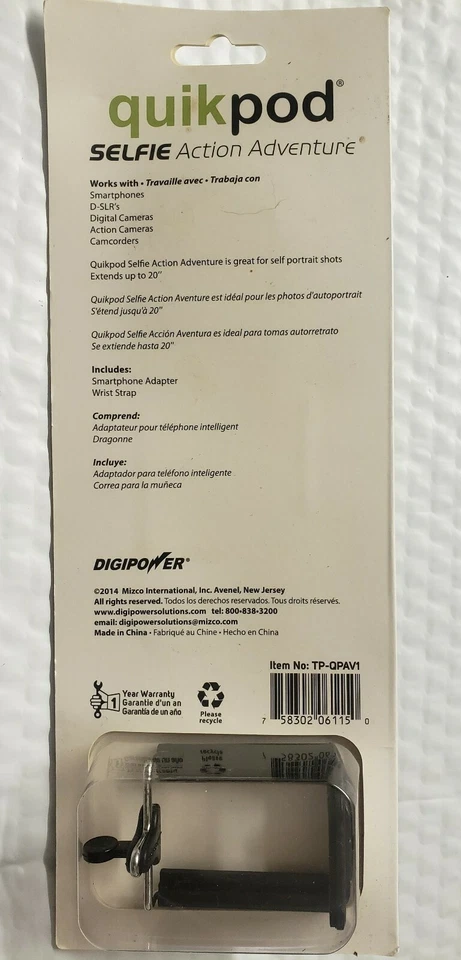 quikpod®
SELFIE Action Adventure
Works with • Travaille avec • Trabaja con
Smartphones
D-SLR's
Digital Cameras
Action Cameras
Camcorders
Quikpod Selfie Action Adventure is great for self portrait shots
Extends up to 20"
Quikpod Selfie Action Aventure est idéal pour les photos d'autoportrait
S'étend jusqu'à 20"
Quikpod Selfie Acción Aventura es ideal para tomas autorretrato
Se extiende hasta 20"
Includes:
Smartphone Adapter
Wrist Strap
Comprend:
Adaptateur pour téléphone intelligent
Dragonne
Incluye:
Adaptador para teléfono inteligente
Correa para la muñeca
DIGIPOWER®
©2014 Mizco International, Inc. Avenel, New Jersey
All rights reserved. Todos los derechos reservados. Tous droits réservés.
www.digipowersolutions.com tel: 800•838•3200
email: digipowersolutions@mizco.com
Made in China • Fabriqué au Chine • Hecho en China
Item No: TP-QPAV1
1 Year Warranty
Garantie d'un an
Garantía de un año
Please
recycle
7 58302 06115 0